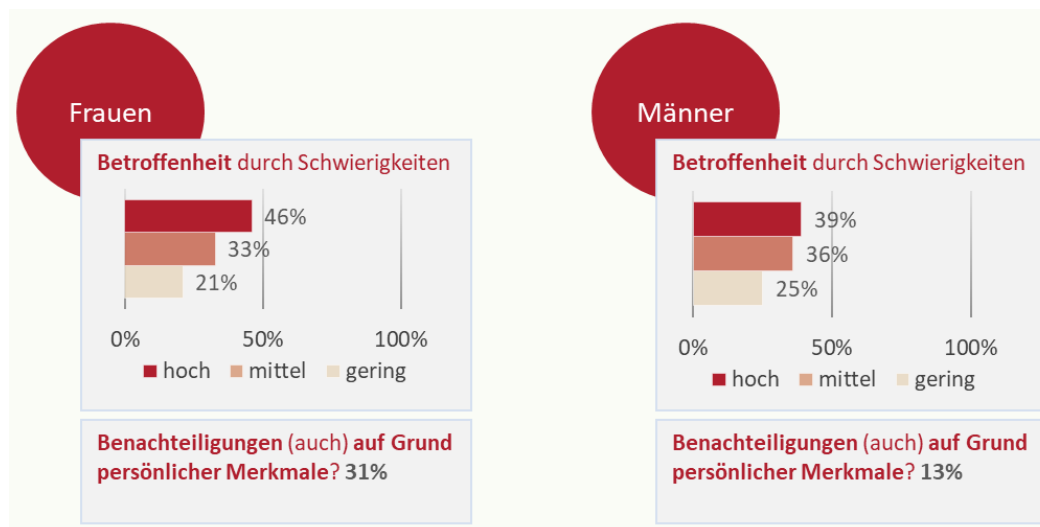 Frauen
Betroffenheit durch Schwierigkeiten
46%
33%
21%
0% 50% 100%
hoch mittel gering
Benachteiligungen (auch) auf Grund
persönlicher Merkmale? 31%
Männer
Betroffenheit durch Schwierigkeiten
39%
36%
25%
0% 50% 100%
hoch mittel gering
Benachteiligungen (auch) auf Grund
persönlicher Merkmale? 13%